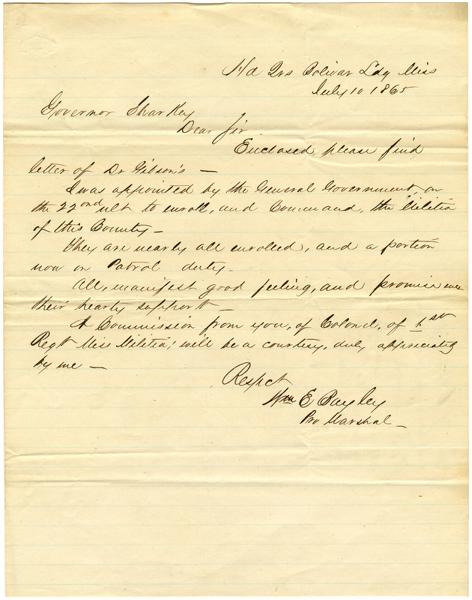 Hd Qrs Bolivar Ldg Miss
July 10 1865
Governor Sharkey
Dear Sir
Enclosed please find
letter of Dr Gibson's —
I was appointed by the General Government, on
the 22nd ult to enroll, and Command, the Militia
of this County —
They are nearly all enrolled, and a portion
now on Patrol duty.
All, manifest good feeling, and promise me
their hearty support —
A Commission from you, of Colonel, of 1st
Regt Miss Militia, will be a courtesy, duly appreciated
by me —
Respct
Wm E Bayley
Pro Marshal —